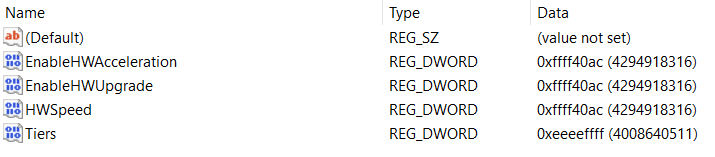 Name Type Data
(Default) REG_SZ (value not set)
EnableHWAcceleration REG_DWORD 0xffff40ac (4294918316)
EnableHWUpgrade REG_DWORD 0xffff40ac (4294918316)
HWSpeed REG_DWORD 0xffff40ac (4294918316)
Tiers REG_DWORD 0xeeeeffff (4008640511)